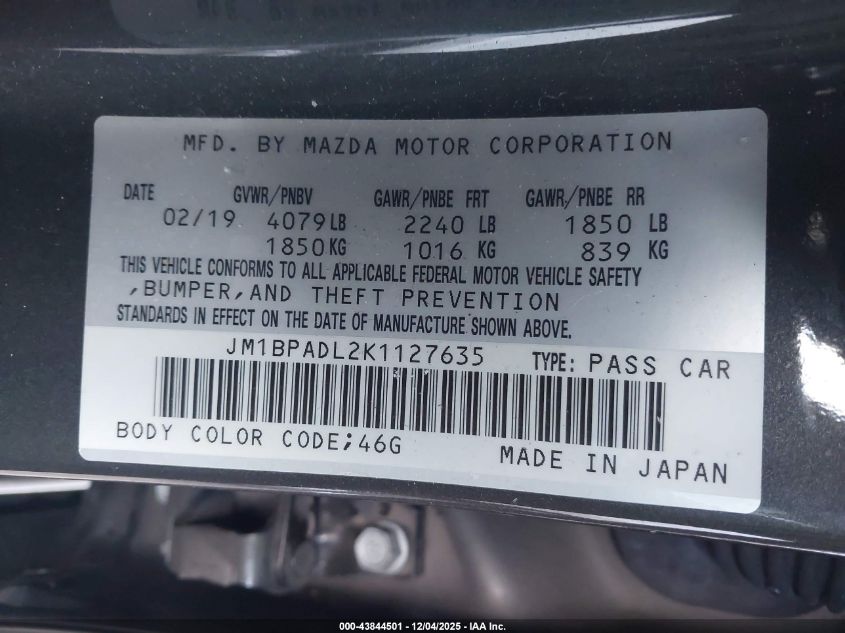 MFD. BY MAZDA MOTOR CORPORATION
DATE GVWR/PNBV GAWR/PNBE FRT GAWR/PNBE RR
02/19 4079LB 2240 LB 1850 LB
1850KG 1016 KG 839 KG
THIS VEHICLE CONFORMS TO ALL APPLICABLE FEDERAL MOTOR VEHICLE SAFETY
,BUMPER,AND THEFT PREVENTION
STANDARDS IN EFFECT ON THE DATE OF MANUFACTURE SHOWN ABOVE.
JM1BPADL2K1127635 TYPE: PASS CAR
BODY COLOR CODE;46G MADE IN JAPAN
000-43844501 - 12/04/2025 - IAA Inc.